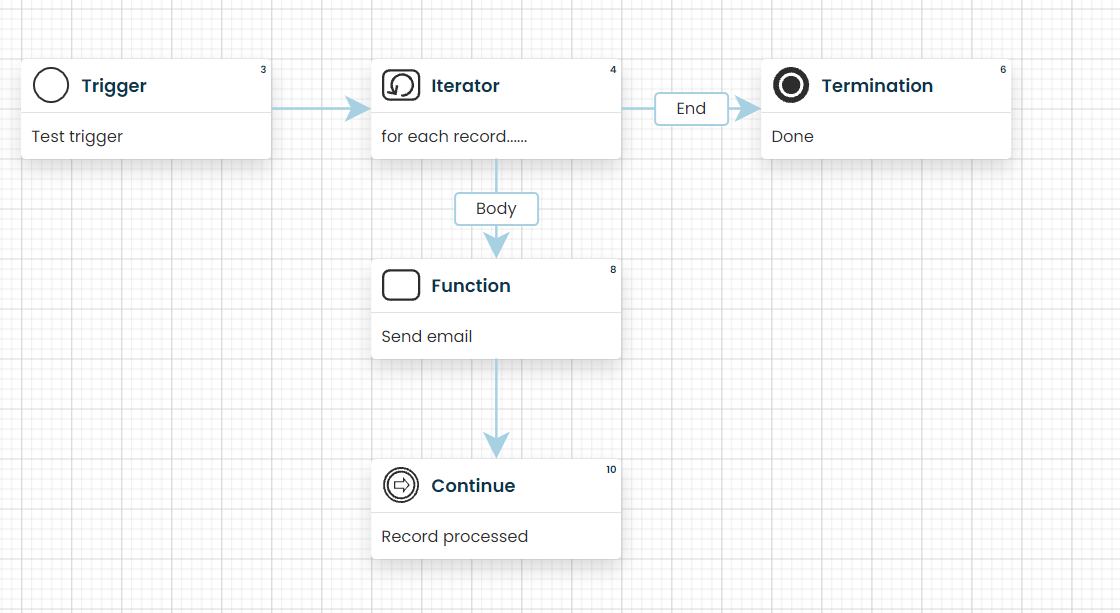 Trigger 3
Test trigger
Iterator 4
for each record......
End
Termination 6
Done
Body
Function 8
Send email
Continue 10
Record processed